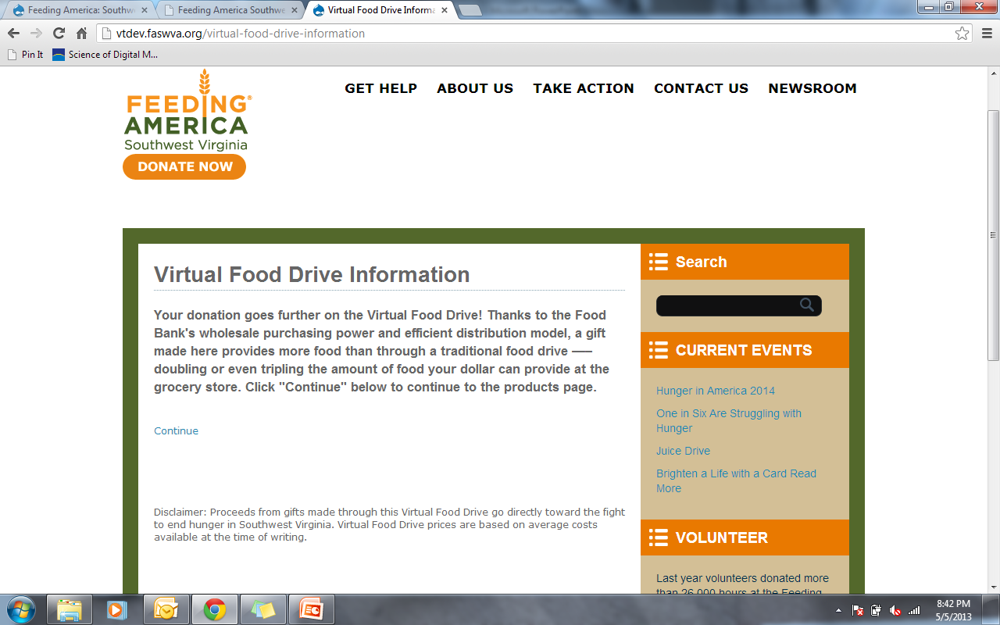 Feeding America: Southw
Feeding America Southwe
Virtual Food Drive Informa
vtdev.faswva.org/virtual-food-drive-information
Pin It
Science of Digital M...
FEEDING®
AMERICA
Southwest Virginia
DONATE NOW
GET HELP ABOUT US TAKE ACTION CONTACT US NEWSROOM
Virtual Food Drive Information
Your donation goes further on the Virtual Food Drive! Thanks to the Food
Bank's wholesale purchasing power and efficient distribution model, a gift
made here provides more food than through a traditional food drive –––
doubling or even tripling the amount of food your dollar can provide at the
grocery store. Click "Continue" below to continue to the products page.
Continue
Disclaimer: Proceeds from gifts made through this Virtual Food Drive go directly toward the fight
to end hunger in Southwest Virginia. Virtual Food Drive prices are based on average costs
available at the time of writing.
Search
CURRENT EVENTS
Hunger in America 2014
One in Six Are Struggling with
Hunger
Juice Drive
Brighten a Life with a Card Read
More
VOLUNTEER
Last year volunteers donated more
than 26,000 hours at the Feeding
8:42 PM
5/5/2013